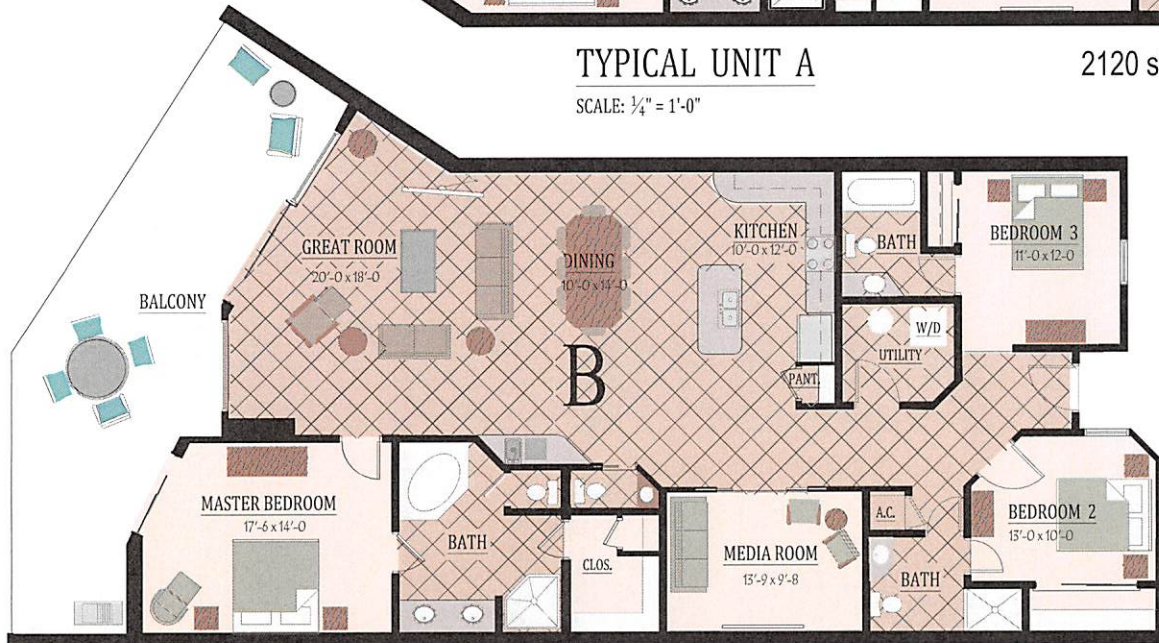 TYPICAL UNIT A
2120 s
SCALE: ¼" = 1'-0"
BALCONY
GREAT ROOM
20'-0 x 18'-0
DINING
10'-0 x 14'-0
KITCHEN
10'-0 x 12'-0
BATH
BEDROOM 3
11'-0 x 12-0
W/D
UTILITY
PANT.
B
MASTER BEDROOM
17'-6 x 14'-0
BATH
CLOS.
MEDIA ROOM
13'-9 x 9'-8
A.C.
BATH
BEDROOM 2
13'-0 x 10'-0